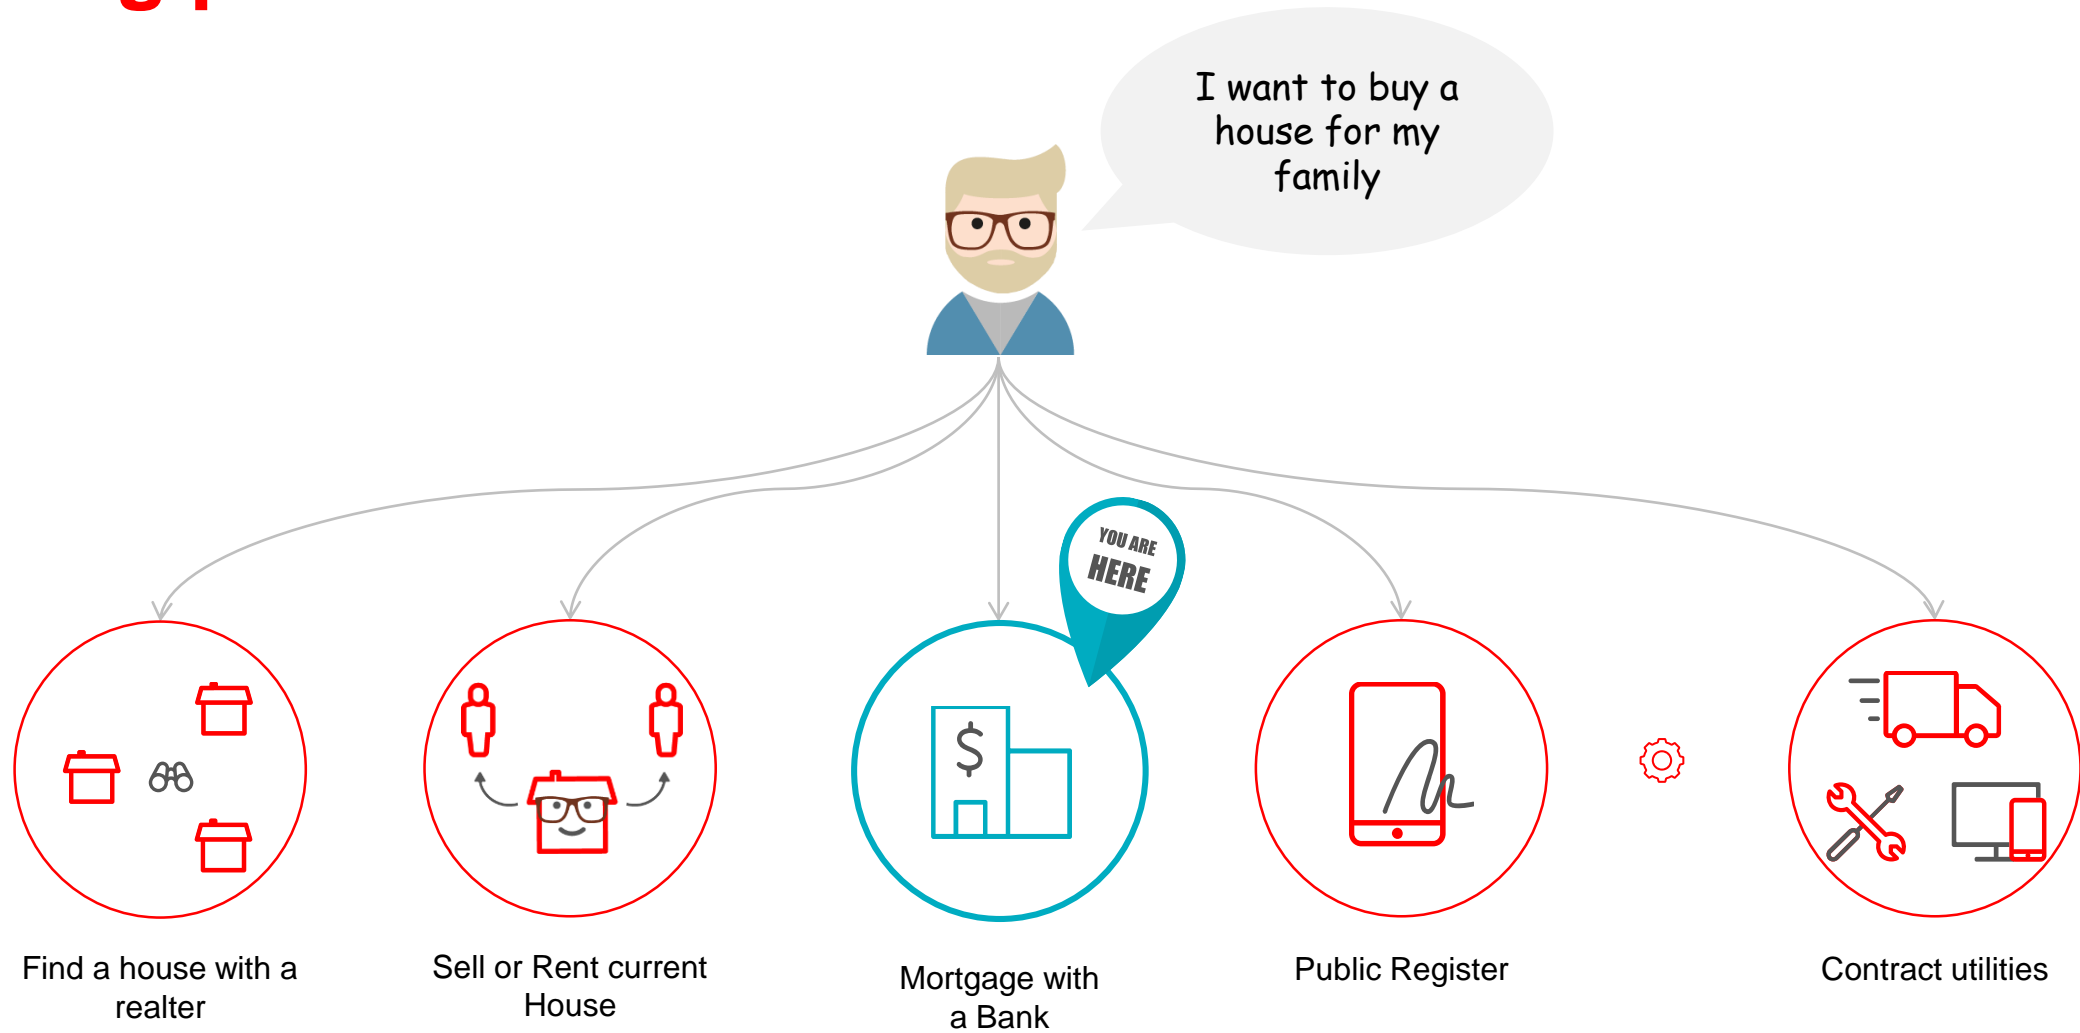 I want to buy a
house for my
family
YOU ARE
HERE
$
Find a house with a
realter
Sell or Rent current
House
Mortgage with
a Bank
Public Register
Contract utilities